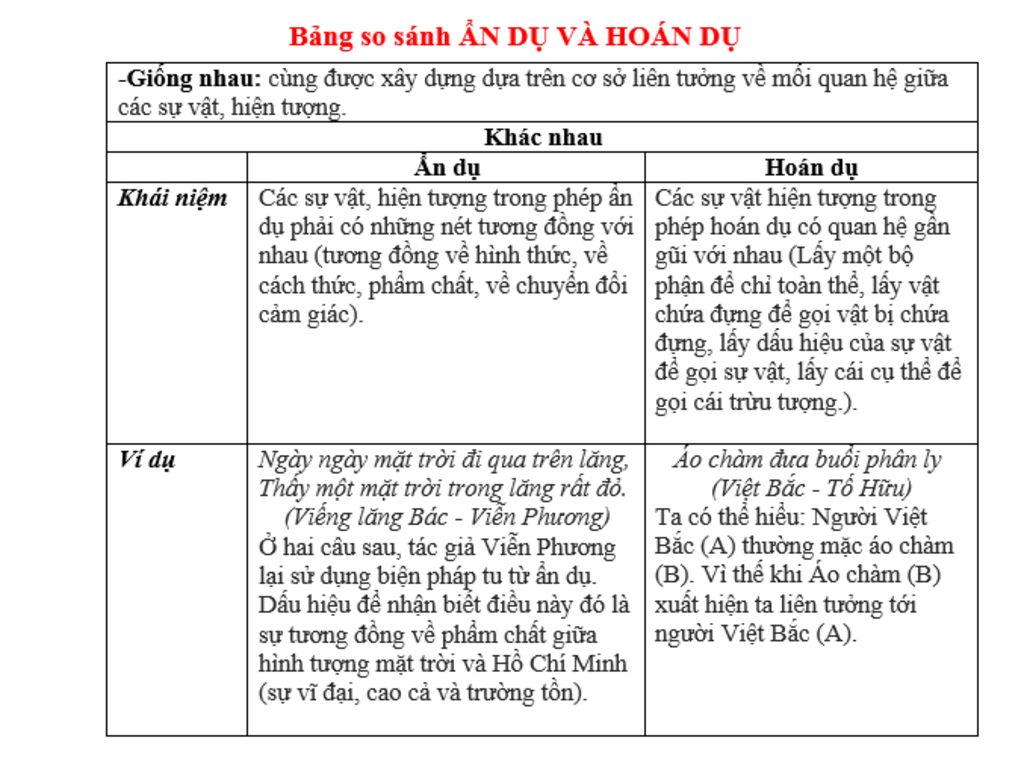 Bảng so sánh ẨN DỤ VÀ HOÁN DỤ
-Giống nhau: cùng được xây dựng dựa trên cơ sở liên tưởng về mối quan hệ giữa
các sự vật, hiện tượng.
Khác nhau
Ẩn dụ
Hoán dụ
Khái niệm
Các sự vật, hiện tượng trong phép ẩn
dụ phải có những nét tương đồng với
nhau (tương đồng về hình thức, về
cách thức, phẩm chất, về chuyển đổi
cảm giác).
Các sự vật hiện tượng trong
phép hoán dụ có quan hệ gần
gũi với nhau (Lấy một bộ
phận để chỉ toàn thể, lấy vật
chứa đựng để gọi vật bị chứa
đựng, lấy dấu hiệu của sự vật
để gọi sự vật, lấy cái cụ thể để
gọi cái trừu tượng.).
Ví dụ
Ngày ngày mặt trời đi qua trên lăng,
Thấy một mặt trời trong lăng rất đỏ.
(Viếng lăng Bác - Viễn Phương)
Ở hai câu sau, tác giả Viễn Phương
lại sử dụng biện pháp tu từ ẩn dụ.
Dấu hiệu để nhận biết điều này đó là
sự tương đồng về phẩm chất giữa
hình tượng mặt trời và Hồ Chí Minh
(sự vĩ đại, cao cả và trường tồn).
Áo chàm đưa buổi phân ly
(Việt Bắc - Tố Hữu)
Ta có thể hiểu: Người Việt
Bắc (A) thường mặc áo chàm
(B). Vì thế khi Áo chàm (B)
xuất hiện ta liên tưởng tới
người Việt Bắc (A).